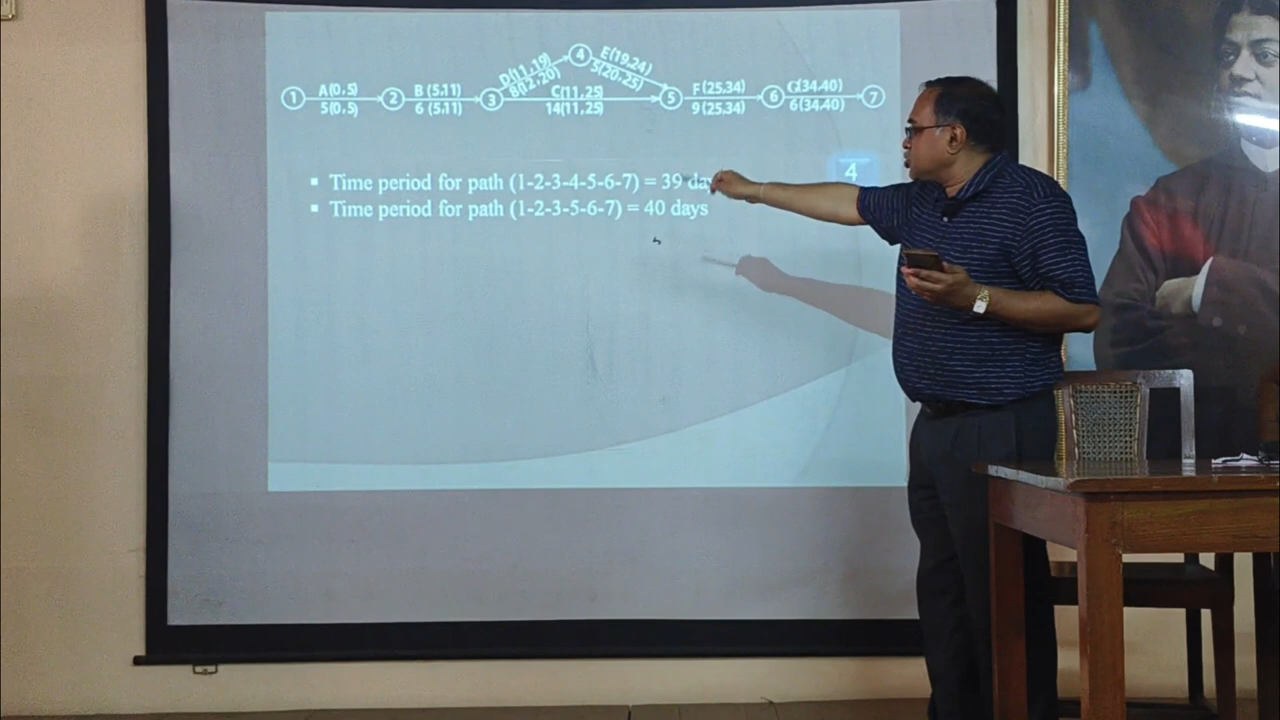 4
D(11,19)
8(12,20)
E(19,24)
5(20,25)
1
A(0,5)
5(0,5)
2
B (5,11)
6 (5,11)
3
C(11,25)
14(11,25)
5
F(25,34)
9(25,34)
6
G(34,40)
6(34,40)
7
4
▪ Time period for path (1-2-3-4-5-6-7) = 39
▪ Time period for path (1-2-3-5-6-7) = 40 days